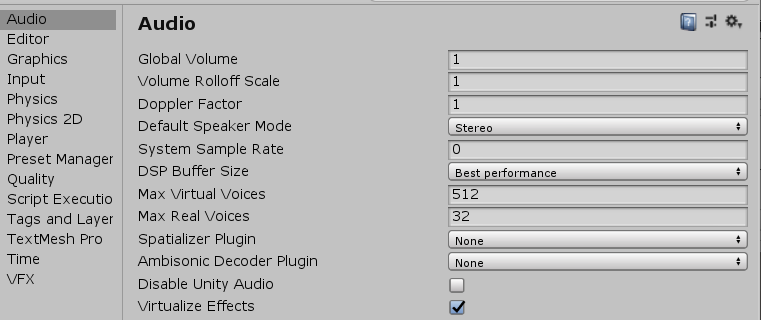 Audio
Editor
Graphics
Input
Physics
Physics 2D
Player
Preset Manager
Quality
Script Executio
Tags and Layer
TextMesh Pro
Time
VFX
Audio
Global Volume 1
Volume Rolloff Scale 1
Doppler Factor 1
Default Speaker Mode Stereo
System Sample Rate 0
DSP Buffer Size Best performance
Max Virtual Voices 512
Max Real Voices 32
Spatializer Plugin None
Ambisonic Decoder Plugin None
Disable Unity Audio
Virtualize Effects